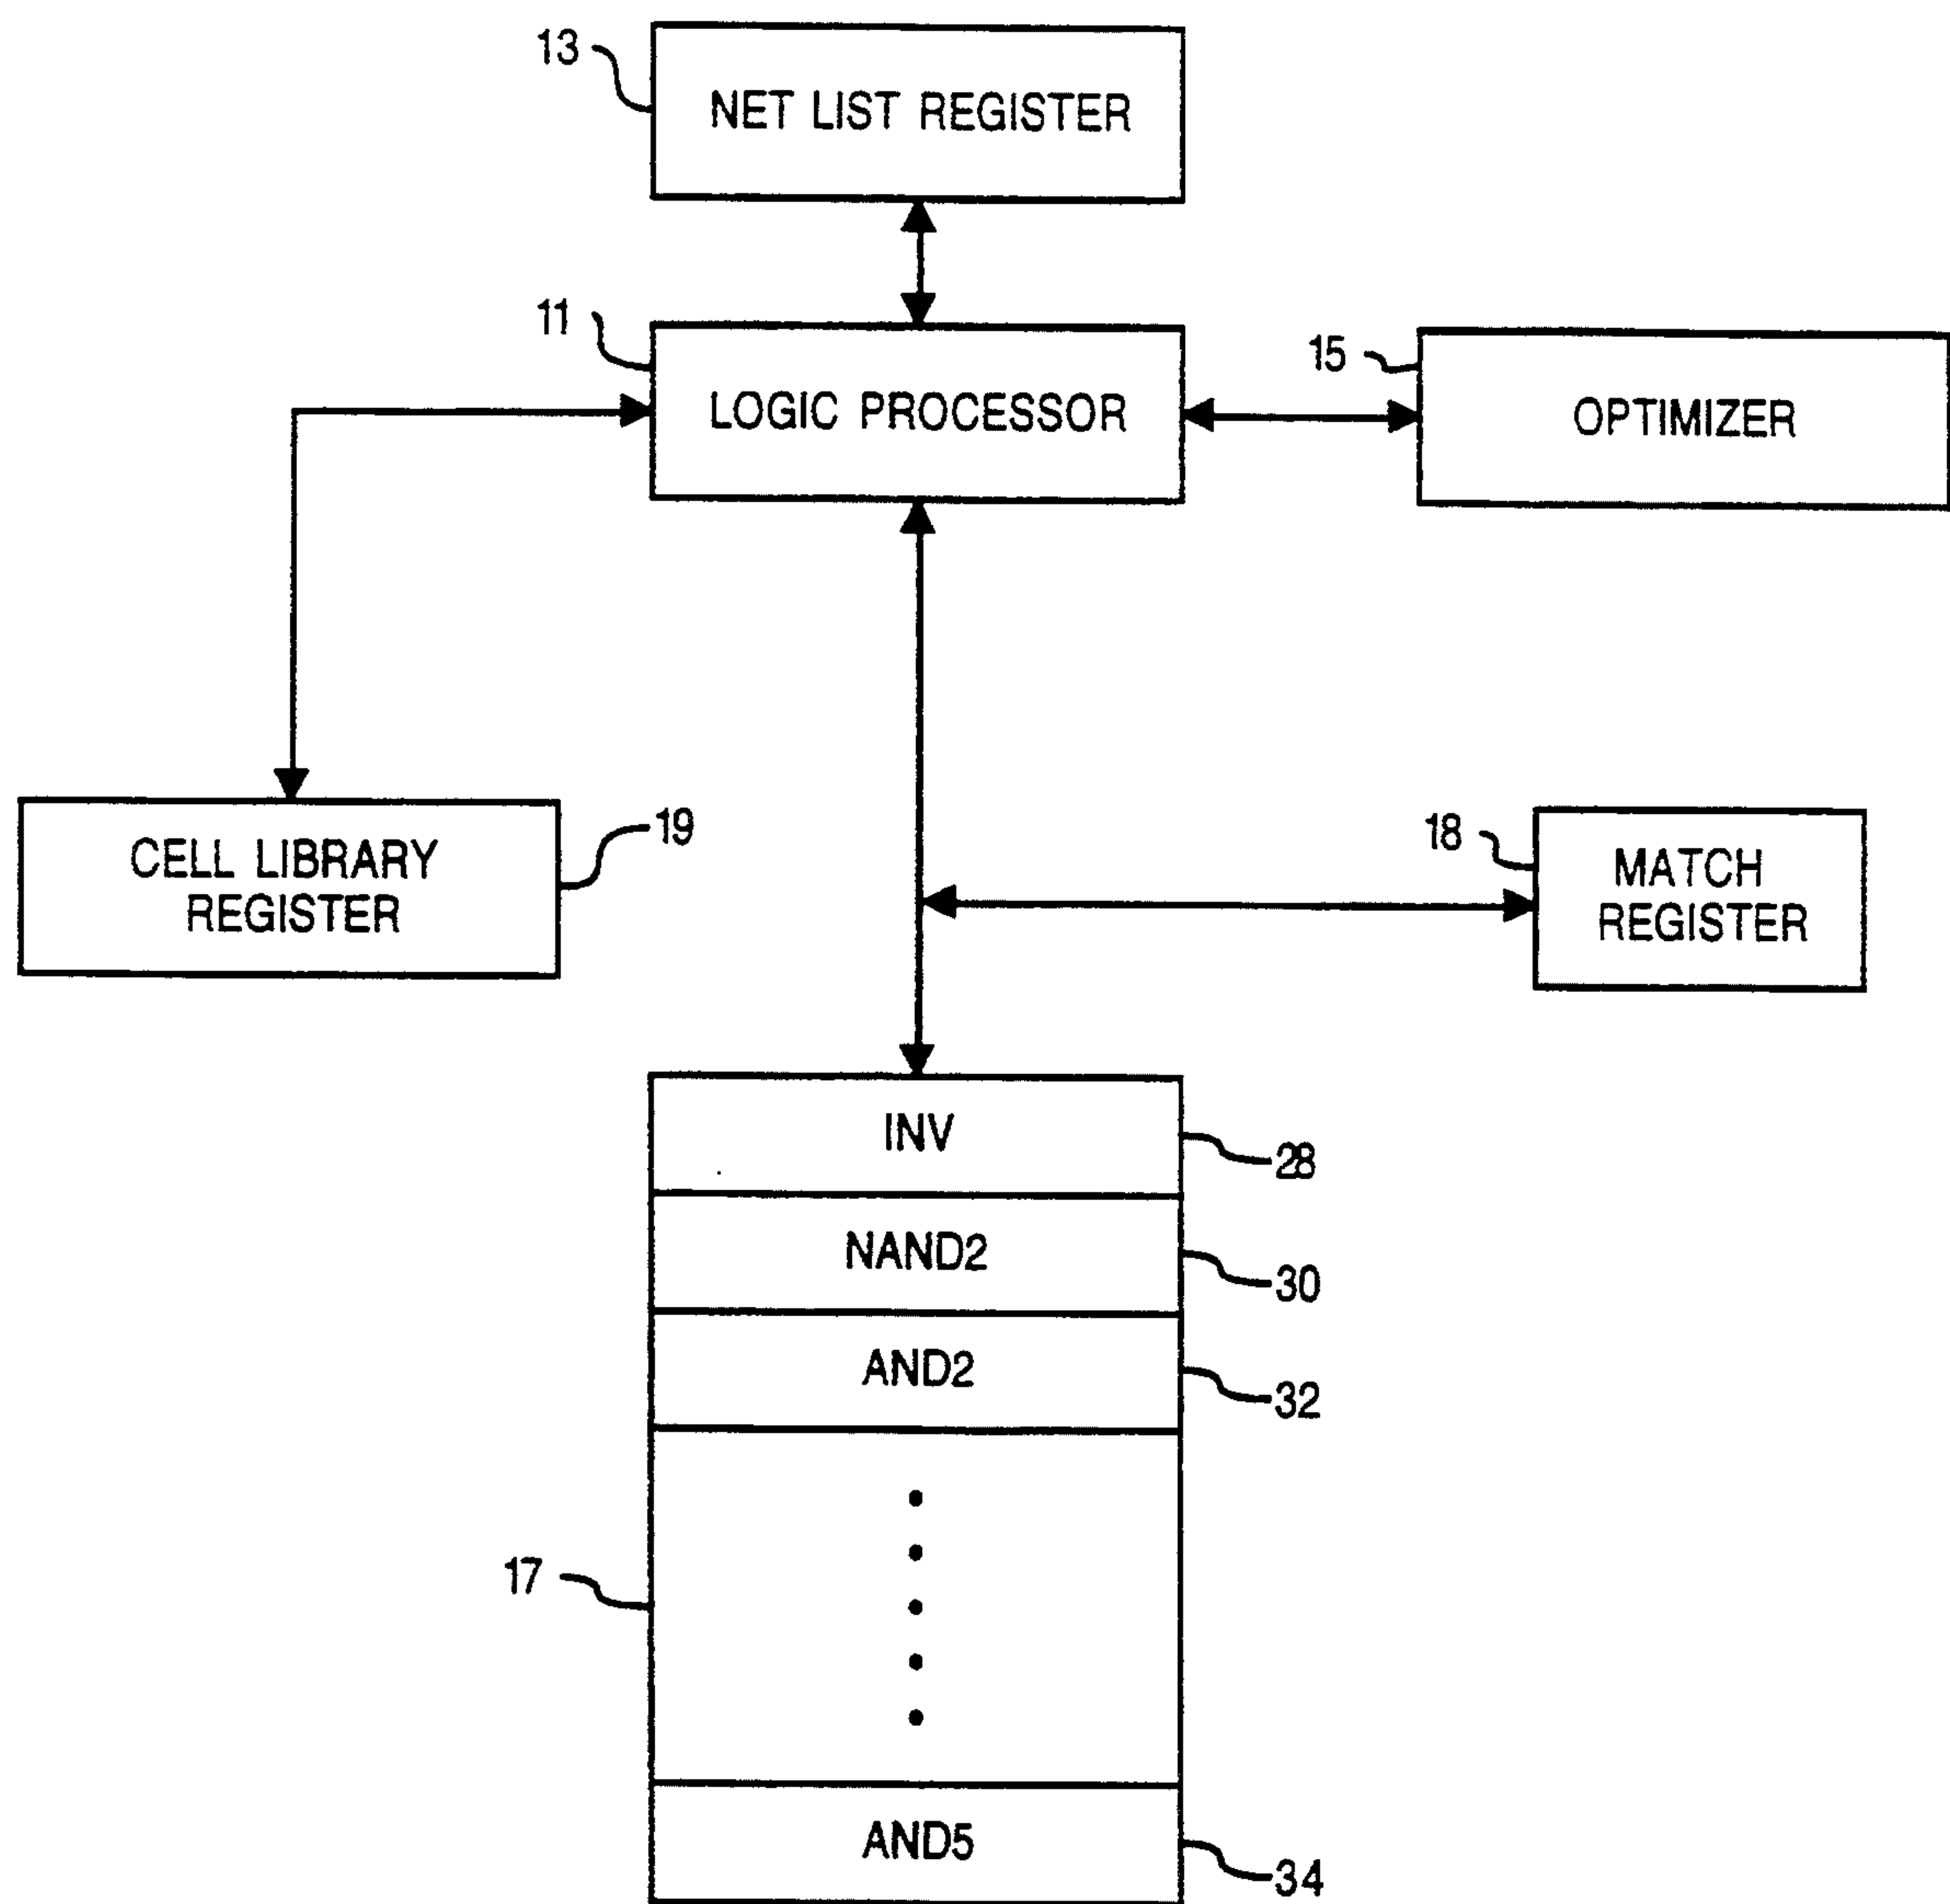 13
NET LIST REGISTER
11
LOGIC PROCESSOR
15
OPTIMIZER
CELL LIBRARY
REGISTER
19
18
MATCH
REGISTER
INV
28
NAND2
30
AND2
32
17
AND5
34